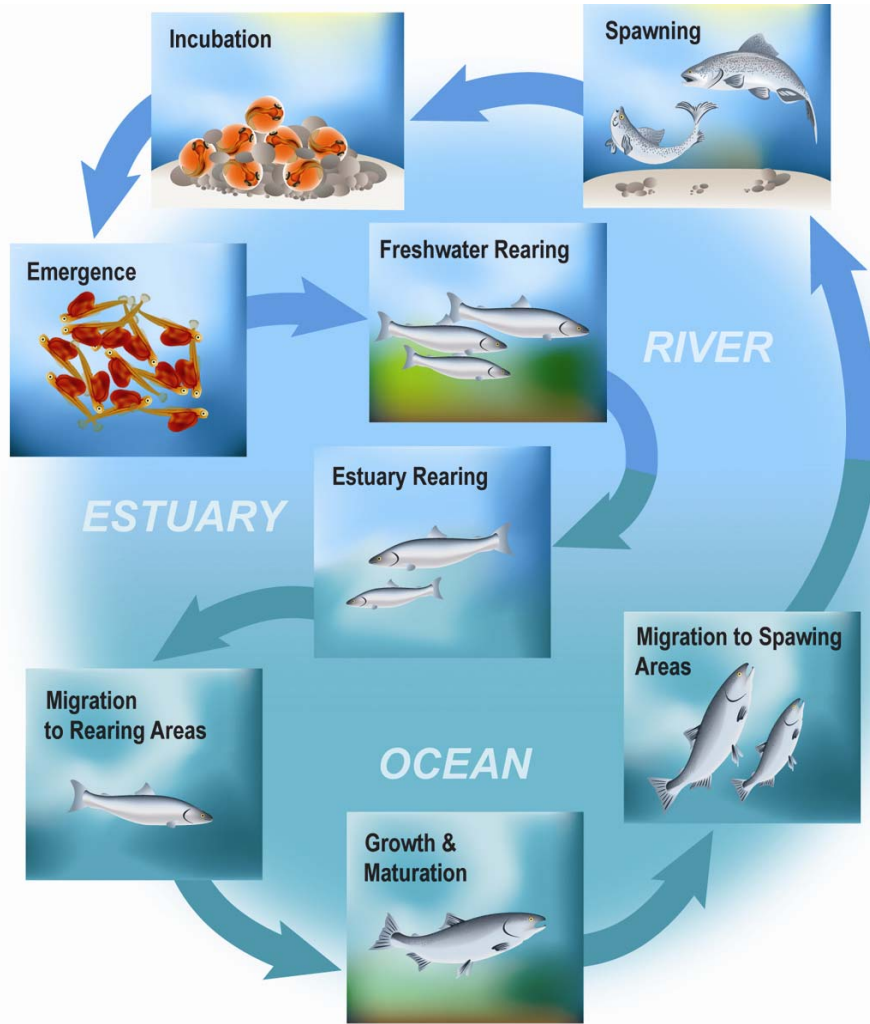 Incubation
Spawning
Emergence
Freshwater Rearing
RIVER
Estuary Rearing
ESTUARY
Migration to Spawing
Areas
Migration
to Rearing Areas
OCEAN
Growth &
Maturation